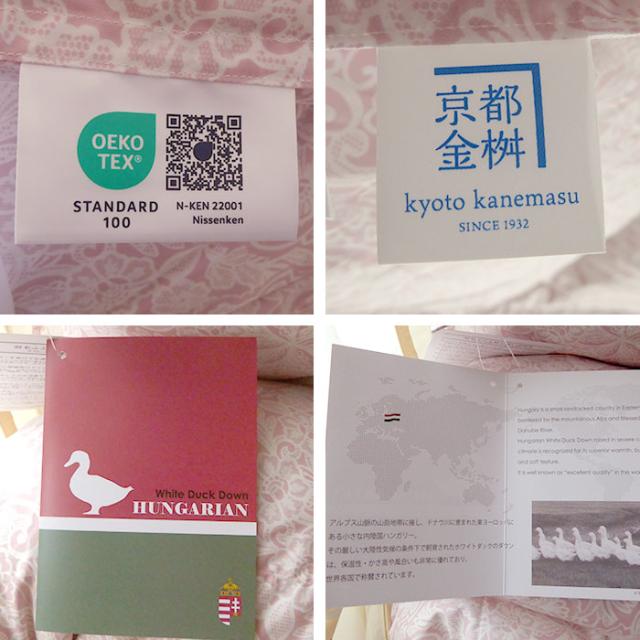 OEKO
TEX®
STANDARD
100
N-KEN 22001
Nissenken
京都
金桝
kyoto kanemasu
SINCE 1932
White Duck Down
HUNGARIAN
アルプス山脈の山岳地帯に接し、ドナウ川に恵まれた東ヨーロッパに
ある小さな内陸国ハンガリー。
その厳しい大陸性気候の条件下で飼育されたホワイトダックのダウン
は、保温性・かさ高や風合いも非常に優れており、
世界各国で称賛されています。
Hungary is a small landlocked country in Eastern
bordered by the mountainous Alps and blessed
Danube River.
Hungarian White Duck Down raised in severe
climate is recognized for its superior warmth,
and soft texture.
It is well known as "excellent quality" in this